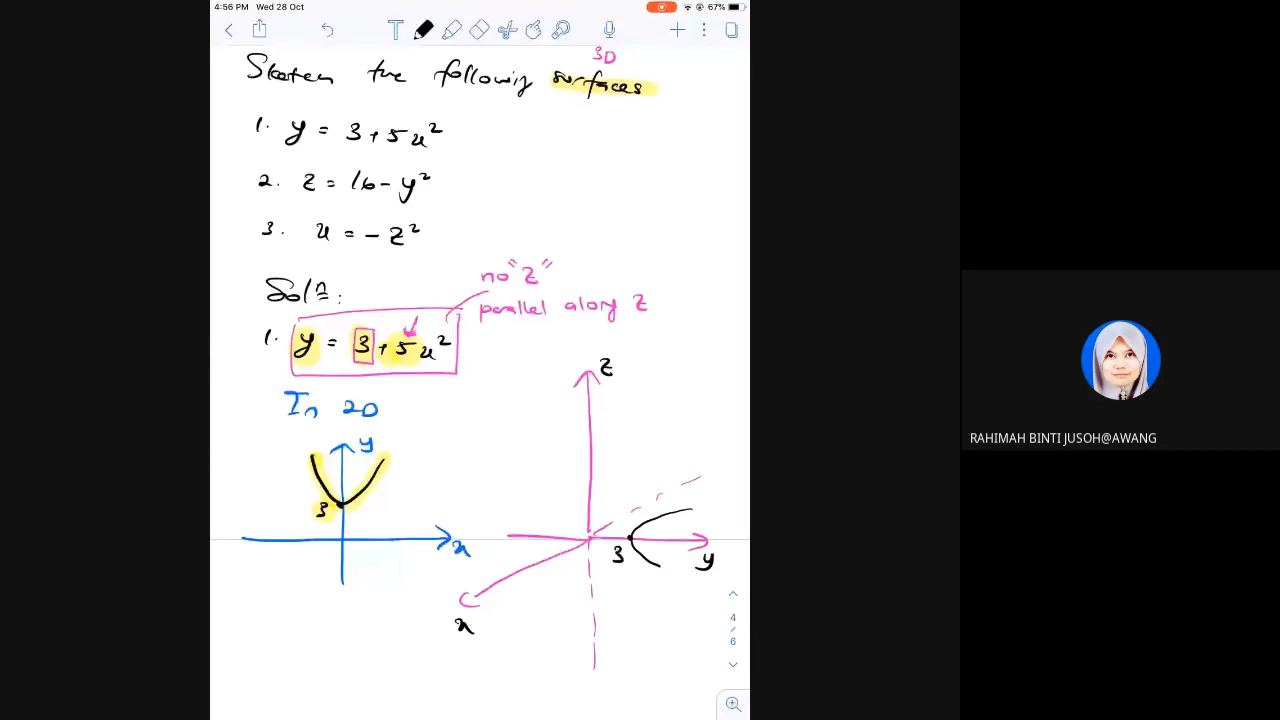 4:56 PM Wed 28 Oct
67%
3D
Sketch the following surfaces
1. y = 3 + 5x²
2. z = 16 - y²
3. x = - z²
Solⁿ:
no "z"
parallel along z
1. y = 3 + 5x²
In 2D
y
3
x
z
3
y
x
4
/
6
RAHIMAH BINTI JUSOH@AWANG